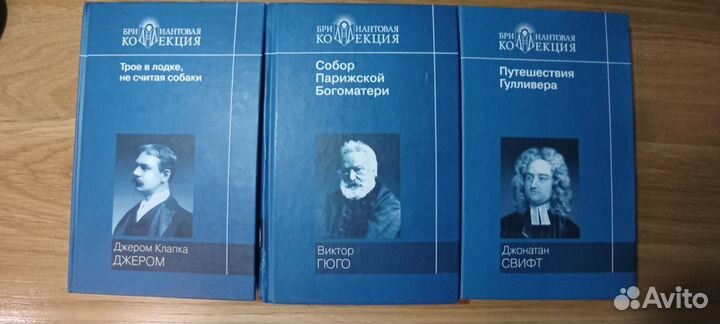 БРИЛЛИАНТОВАЯ
КОЛЛЕКЦИЯ
Трое в лодке,
не считая собаки
Джером Клапка
ДЖЕРОМ
БРИЛЛИАНТОВАЯ
КОЛЛЕКЦИЯ
Собор
Парижской
Богоматери
Виктор
ГЮГО
БРИЛЛИАНТОВАЯ
КОЛЛЕКЦИЯ
Путешествия
Гулливера
Джонатан
СВИФТ
Avito